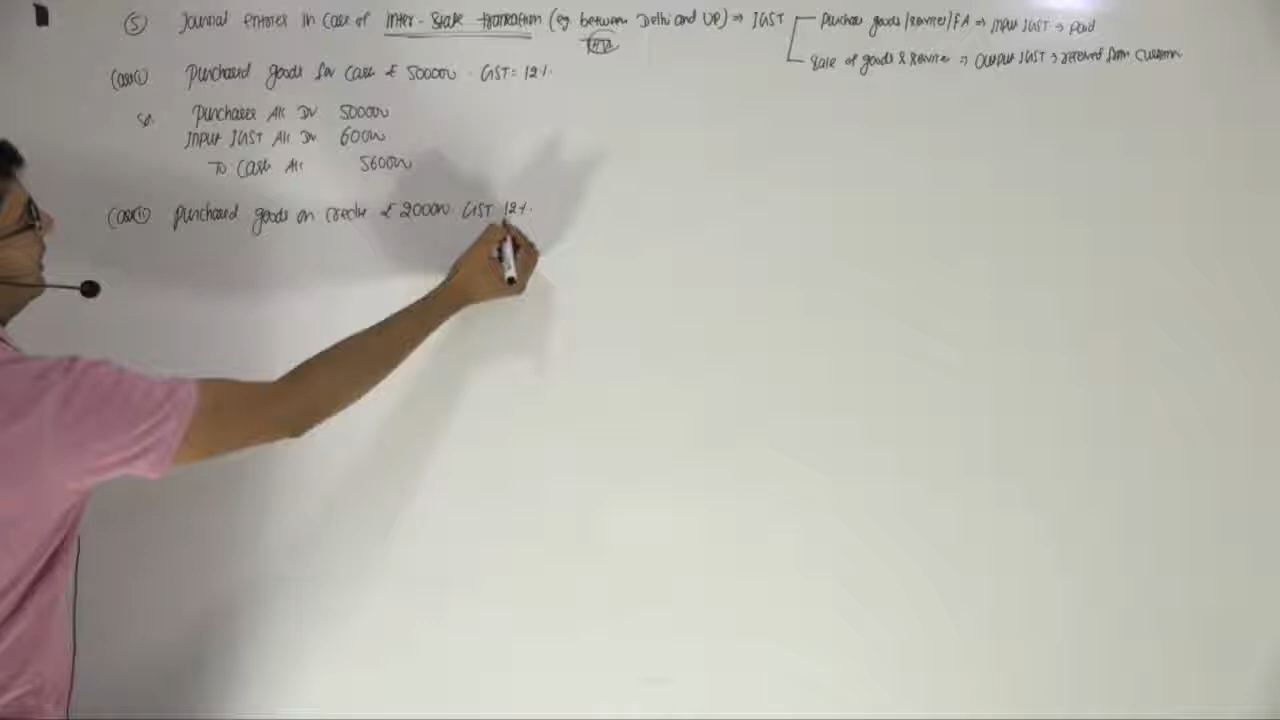 ⑤ Journal entries in case of Inter-State transaction (eg. between Delhi and UP) ⇒ IGST
Purchase goods/services/FA ⇒ Input IGST → paid
Sale of goods & services ⇒ Output IGST → received from customer
Case (i) Purchased goods for cash ₹ 50000. GST = 12%.
Sol. Purchases A/c Dr 50000
Input IGST A/c Dr 6000
To Cash A/c 56000
Case (ii) Purchased goods on credit ₹ 20000. GST 12%.